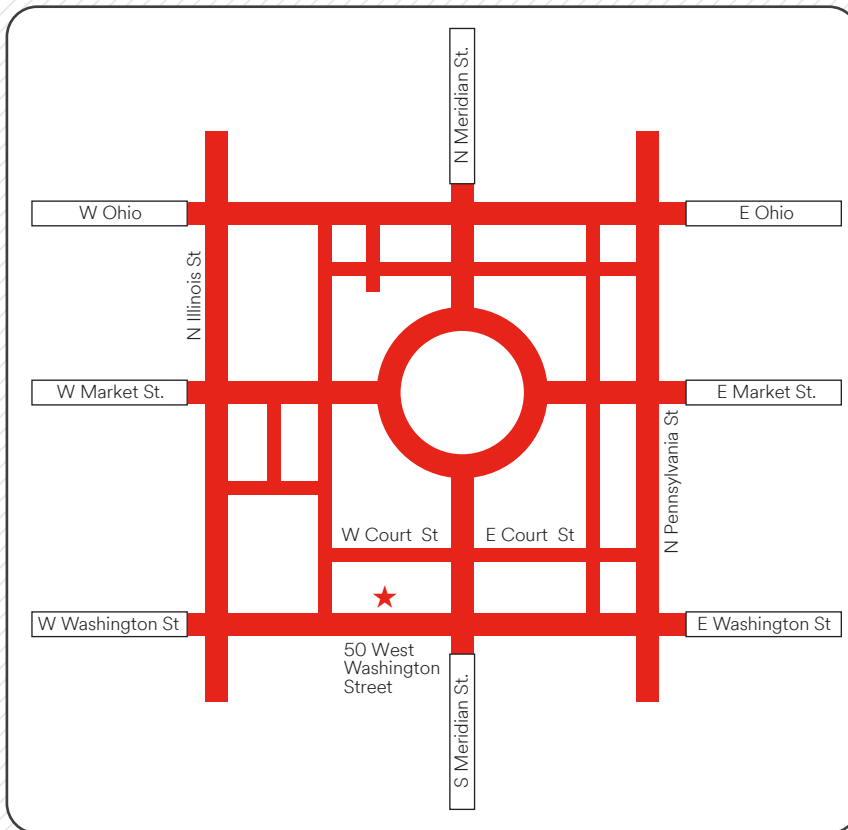 N Meridian St.
W Ohio
E Ohio
N Illinois St
W Market St.
E Market St.
N Pennsylvania St
W Court St
E Court St
W Washington St
E Washington St
50 West
Washington
Street
S Meridian St.